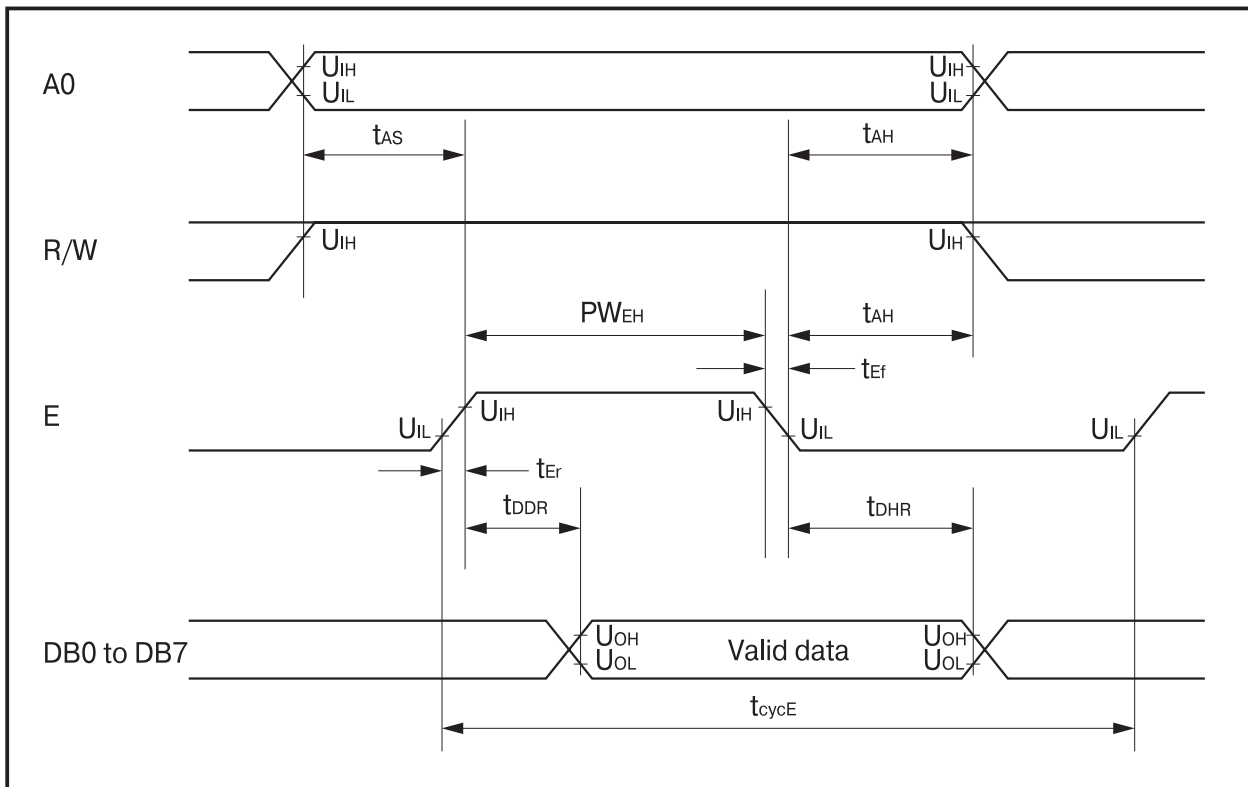 A0
UIH
UIL
UIH
UIL
tAS
tAH
R/W
UIH
UIH
PWEH
tAH
tEf
E
UIL
UIH
UIH
UIL
UIL
tEr
tDDR
tDHR
DB0 to DB7
UOH
UOL
Valid data
UOH
UOL
tcycE